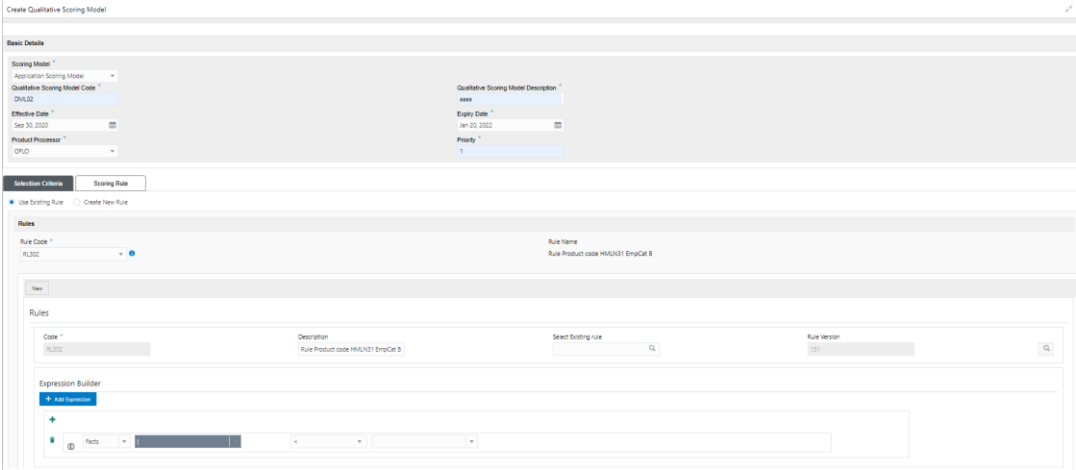 Create Qualitative Scoring Model
Basic Details
Scoring Model *
Application Scoring Model
Qualitative Scoring Model Code *
Qualitative Scoring Model Description *
DML02
aaaa
Effective Date *
Expiry Date *
Sep 30, 2020
Jan 20, 2022
Product Processor *
Priority *
OFLO
1
Selection Criteria
Scoring Rule
Use Existing Rule
Create New Rule
Rules
Rule Code *
Rule Name
RL302
Rule Product code HMLN31 EmpCat B
New
Rules
Code *
Description
Select Existing rule
Rule Version
RL302
Rule Product code HMLN31 EmpCat B
131
Expression Builder
+ Add Expression
+
Facts
(
<